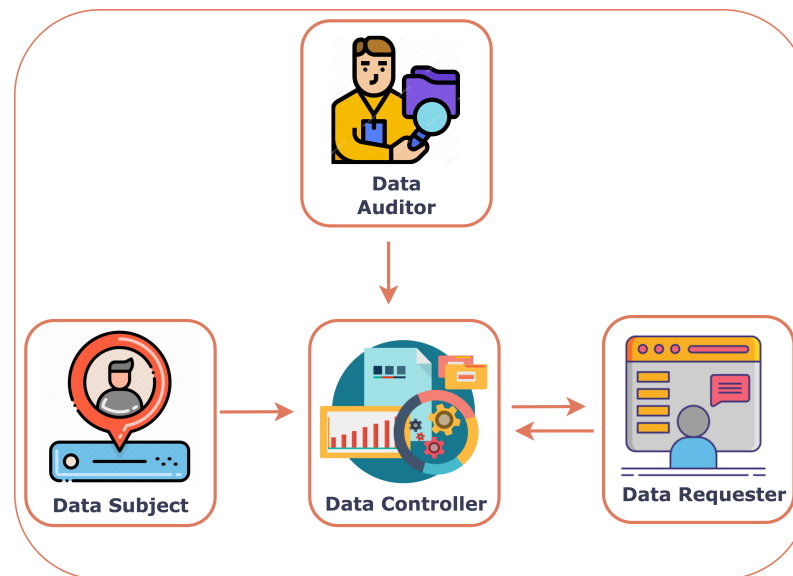 Data
Auditor
Data Subject
Data Controller
Data Requester